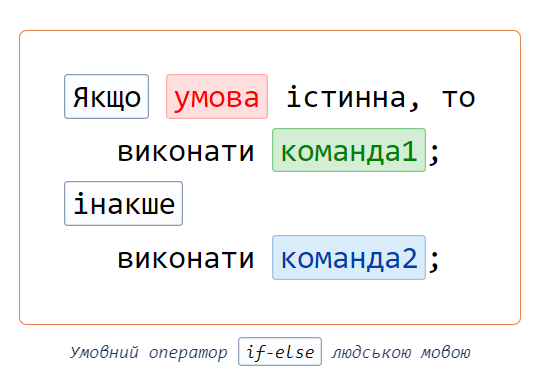 Якщо умова істинна, то
виконати команда1;
інакше
виконати команда2;
Умовний оператор if-else людською мовою